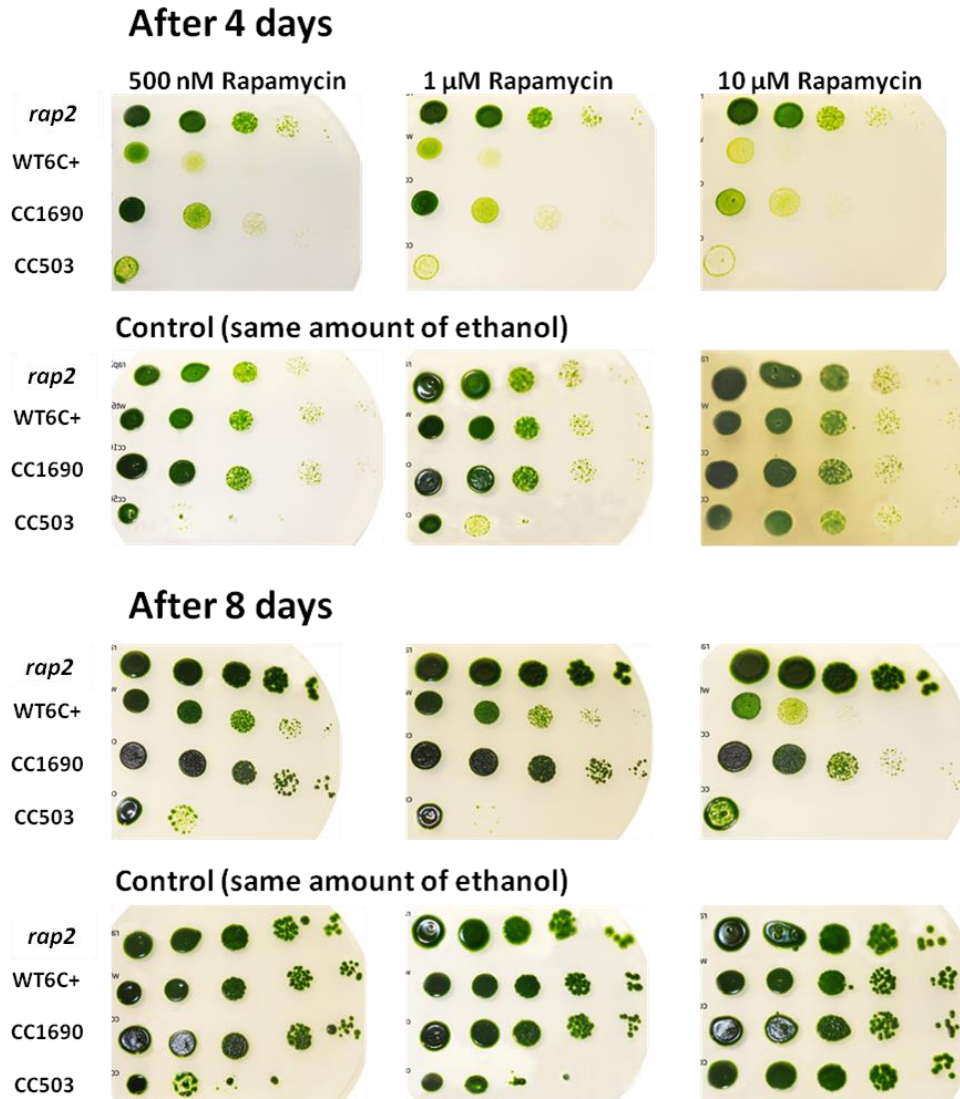 After 4 days
500 nM Rapamycin 1 µM Rapamycin 10 µM Rapamycin
rap2
WT6C+
CC1690
CC503
Control (same amount of ethanol)
rap2
WT6C+
CC1690
CC503
After 8 days
rap2
WT6C+
CC1690
CC503
Control (same amount of ethanol)
rap2
WT6C+
CC1690
CC503